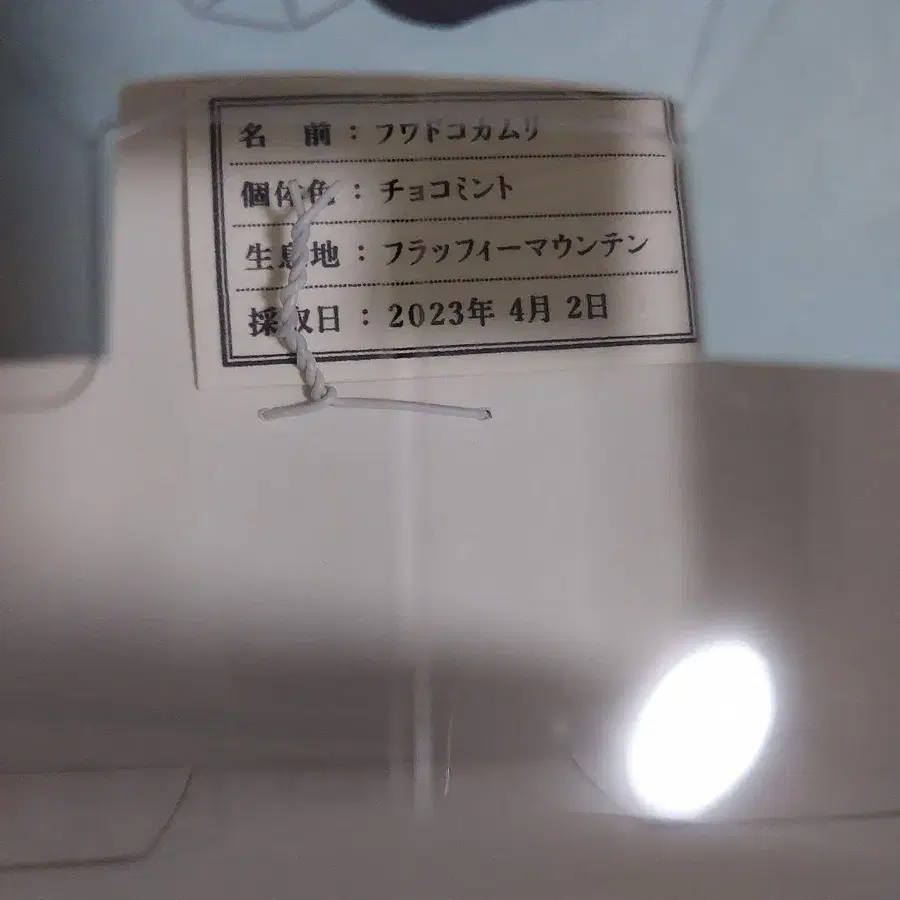 名　前：フワドコカムリ
個体色：チョコミント
生息地：フラッフィーマウンテン
採取日：2023年 4月 2日